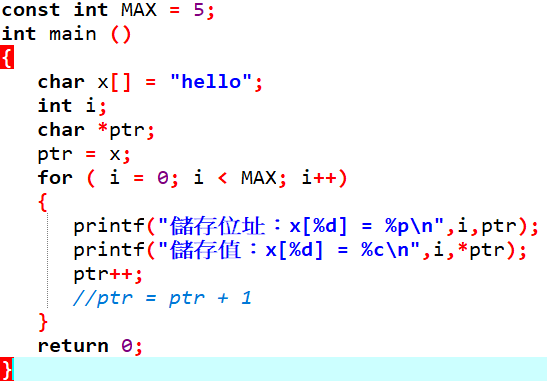 const int MAX = 5;
int main ()
{
char x[] = "hello";
int i;
char *ptr;
ptr = x;
for ( i = 0; i < MAX; i++)
{
printf("儲存位址：x[%d] = %p\n",i,ptr);
printf("儲存值：x[%d] = %c\n",i,*ptr);
ptr++;
//ptr = ptr + 1
}
return 0;
}